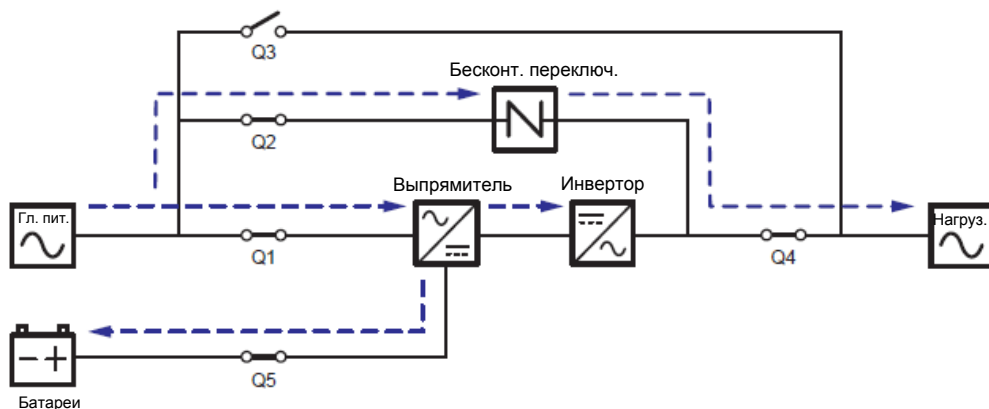 Q3
Бесконт. переключ.
Q2
Выпрямитель
Инвертор
Гл. пит.
Нагруз.
Q1
Q4
Q5
Батареи